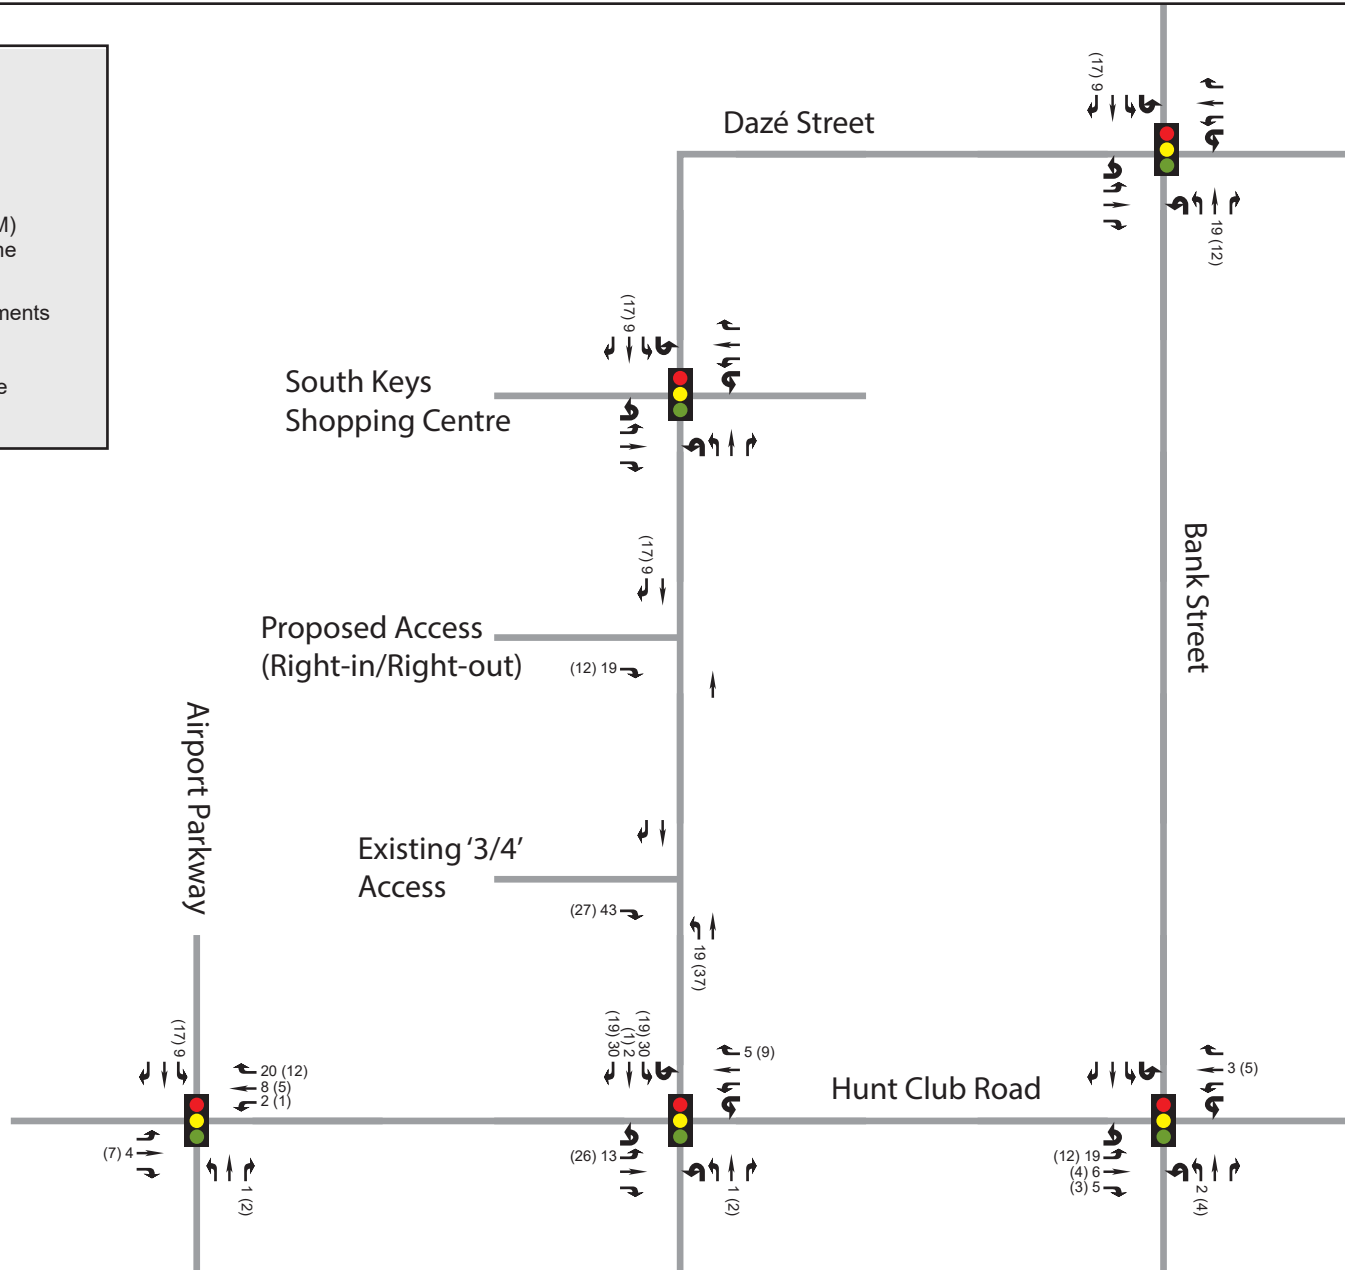 (17) 9
Dazé Street
M)
ne
19 (12)
ments
(17) 9
e
South Keys
Shopping Centre
(17) 9
Bank Street
Proposed Access
(Right-in/Right-out)
(12) 19
Airport Parkway
Existing ‘3/4’
Access
(27) 43
19 (37)
(17) 9
20 (12)
8 (5)
2 (1)
(7) 4
1 (2)
(19) 30
(1) 2
(19) 30
5 (9)
Hunt Club Road
(26) 13
1 (2)
3 (5)
(12) 19
(4) 6
(3) 5
2 (4)